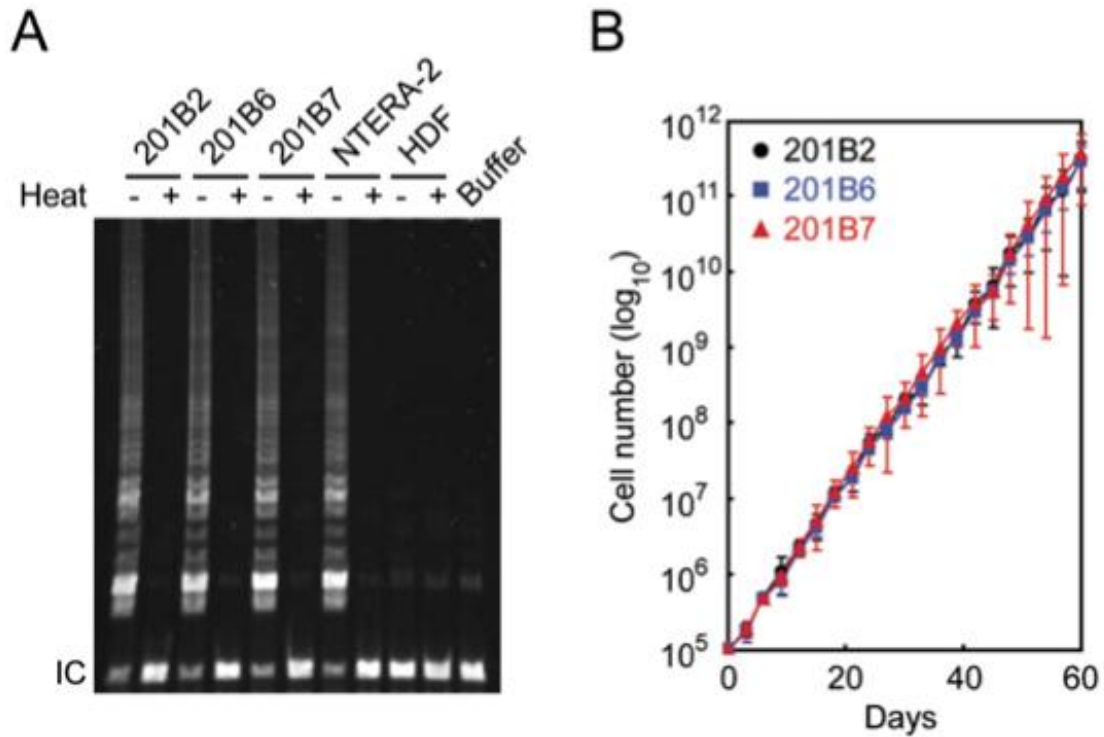 A
201B2 201B6 201B7 NTERA-2 HDF Buffer
Heat - + - + - + - + - +
IC
B
10^12
10^11
10^10
10^9
10^8
10^7
10^6
10^5
Cell number (log10)
201B2
201B6
201B7
0 20 40 60
Days